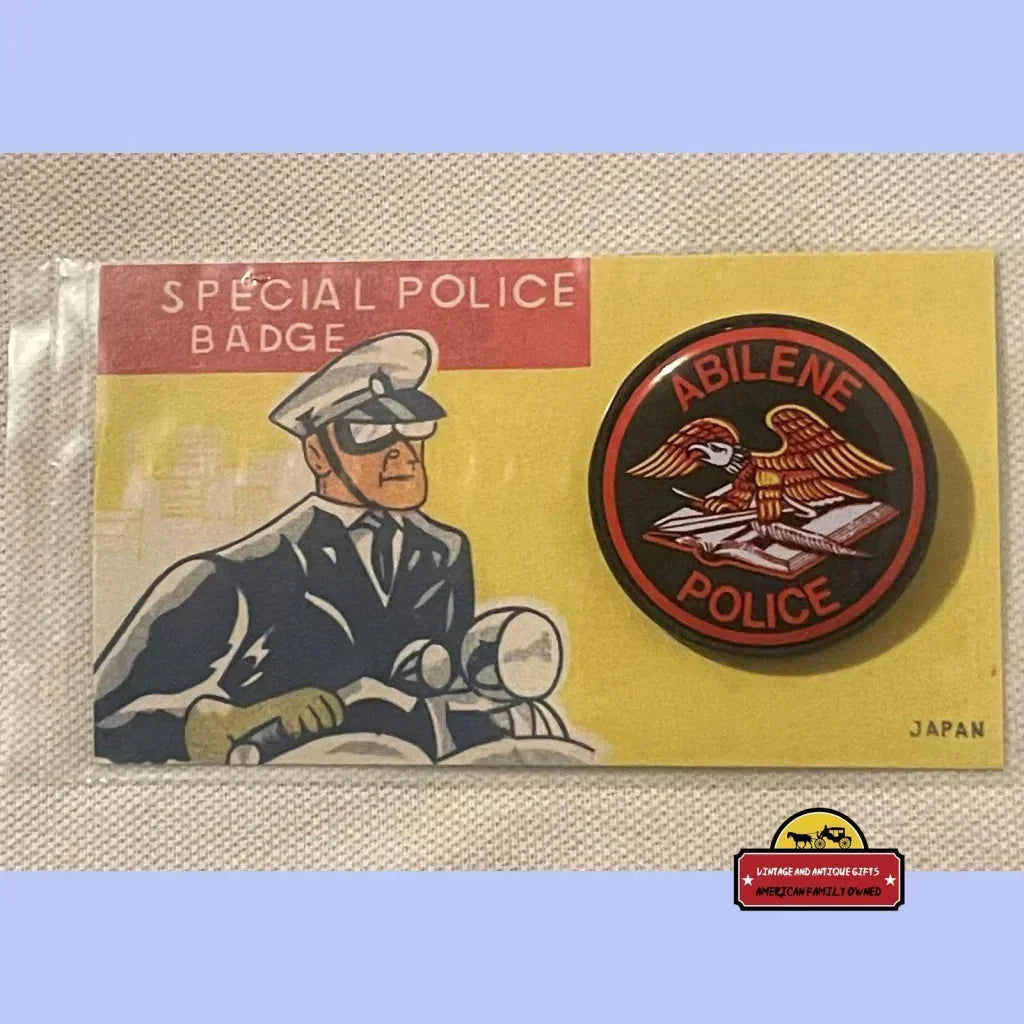 SPECIAL POLICE
BADGE
ABILENE
POLICE
JAPAN
VINTAGE AND ANTIQUE GIFTS
AMERICAN FAMILY OWNED